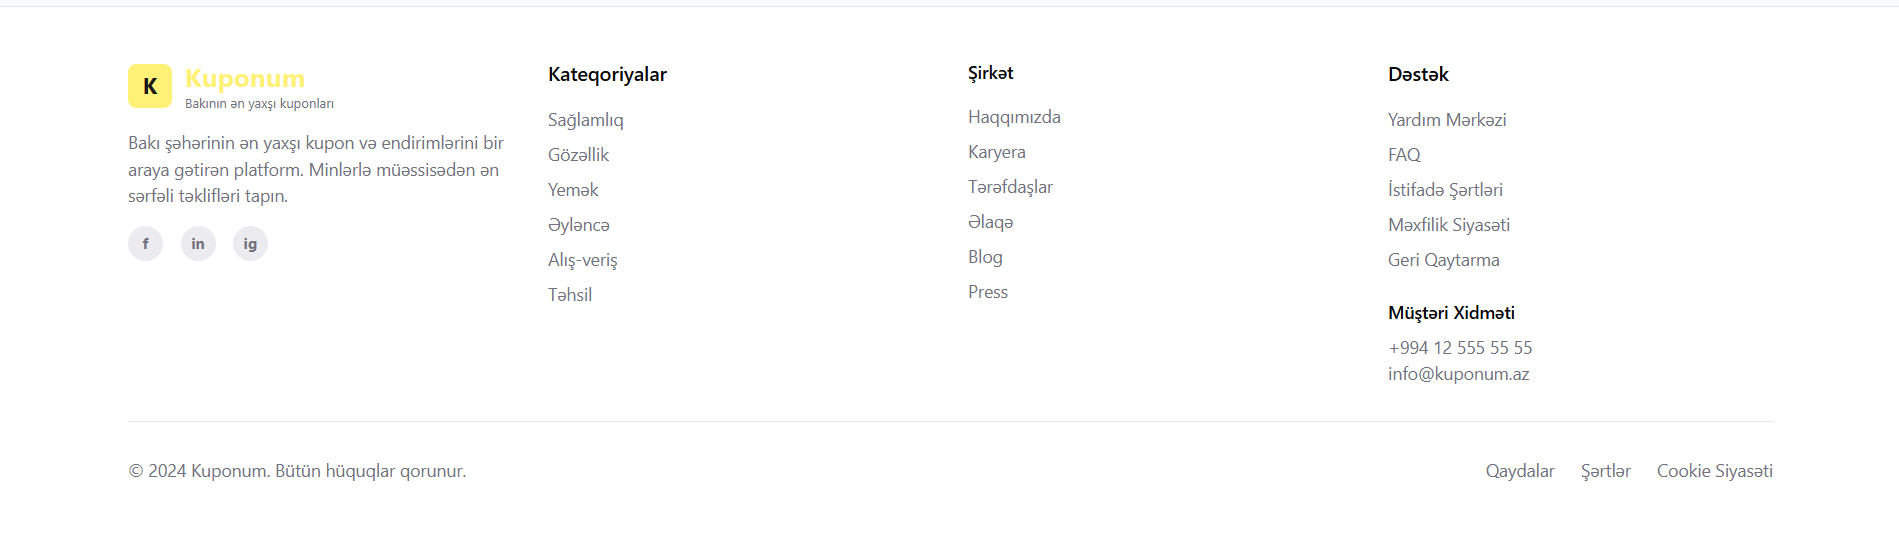 K
Kuponum
Bakının ən yaxşı kuponları
Bakı şəhərinin ən yaxşı kupon və endirimlərini bir
araya gətirən platform. Minlərlə müəssisədən ən
sərfəli təklifləri tapın.
f in ig
Kateqoriyalar
Sağlamlıq
Gözəllik
Yemək
Əyləncə
Alış-veriş
Təhsil
Şirkət
Haqqımızda
Karyera
Tərəfdaşlar
Əlaqə
Blog
Press
Dəstək
Yardım Mərkəzi
FAQ
İstifadə Şərtləri
Məxfilik Siyasəti
Geri Qaytarma
Müştəri Xidməti
+994 12 555 55 55
info@kuponum.az
© 2024 Kuponum. Bütün hüquqlar qorunur.
Qaydalar Şərtlər Cookie Siyasəti